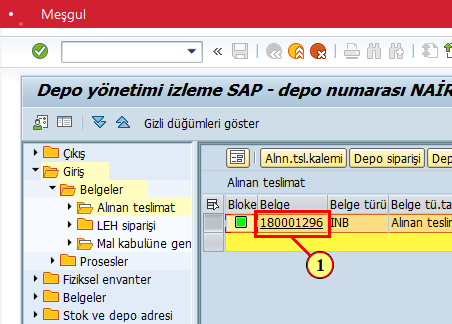 Meşgul
Depo yönetimi izleme SAP - depo numarası NAİR
Gizli düğümleri göster
Çıkış
Giriş
Belgeler
Alınan teslimat
LEH siparişi
Mal kabulüne gen
Prosesler
Fiziksel envanter
Belgeler
Stok ve depo adresi
Alnn.tsl.kalemi Depo siparişi Dep
Alınan teslimat
Bloke Belge Belge türü Belge tü.ta
180001296 INB Alınan teslin
1